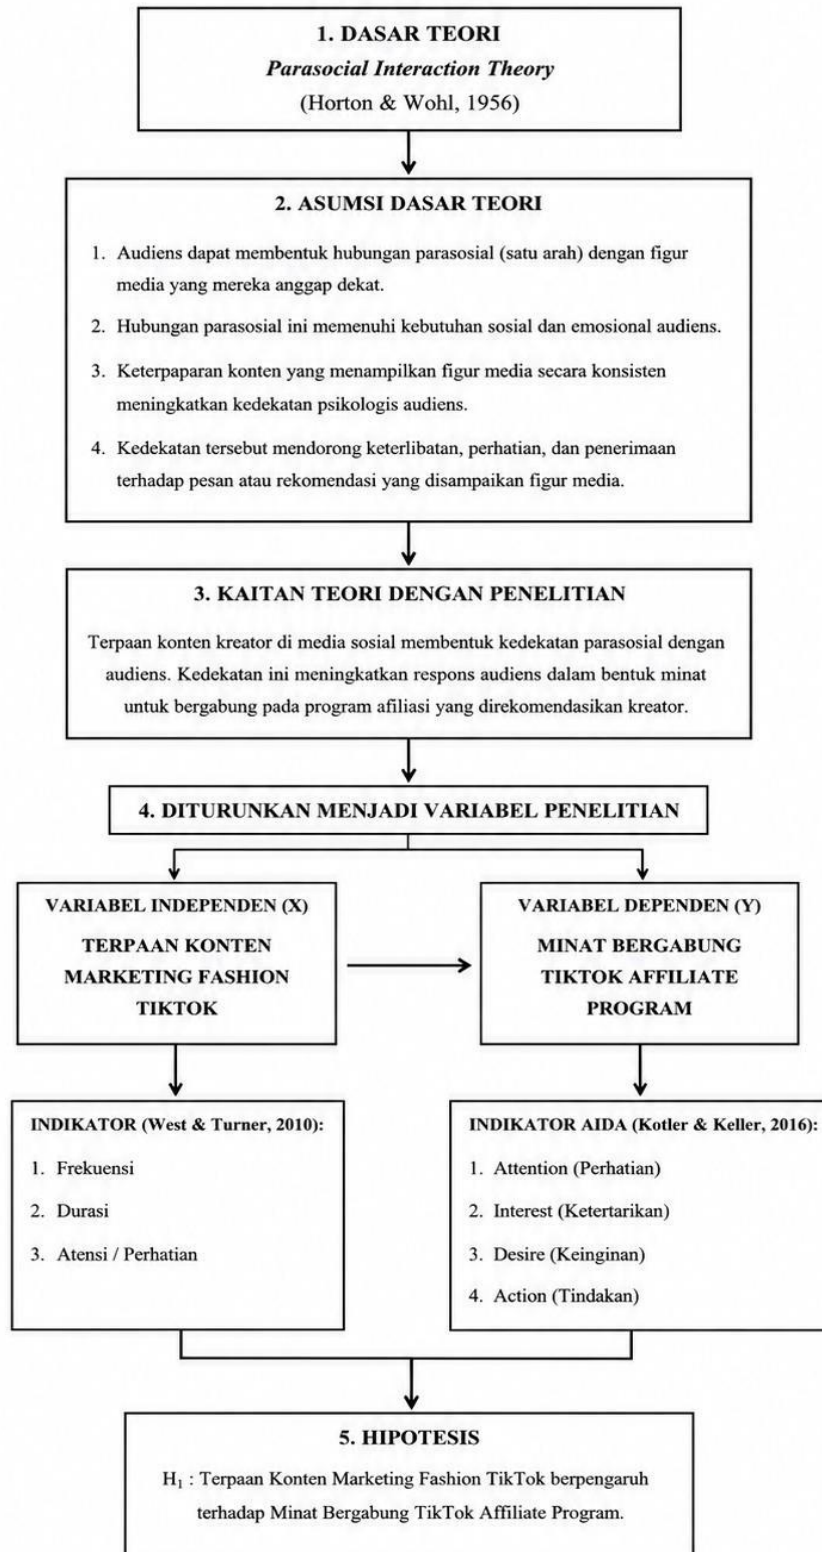 1. DASAR TEORI
Parasocial Interaction Theory
(Horton & Wohl, 1956)
2. ASUMSI DASAR TEORI
1. Audiens dapat membentuk hubungan parasosial (satu arah) dengan figur
media yang mereka anggap dekat.
2. Hubungan parasosial ini memenuhi kebutuhan sosial dan emosional audiens.
3. Keterpaparan konten yang menampilkan figur media secara konsisten
meningkatkan kedekatan psikologis audiens.
4. Kedekatan tersebut mendorong keterlibatan, perhatian, dan penerimaan
terhadap pesan atau rekomendasi yang disampaikan figur media.
3. KAITAN TEORI DENGAN PENELITIAN
Terpaan konten kreator di media sosial membentuk kedekatan parasosial dengan
audiens. Kedekatan ini meningkatkan respons audiens dalam bentuk minat
untuk bergabung pada program afiliasi yang direkomendasikan kreator.
4. DITURUNKAN MENJADI VARIABEL PENELITIAN
VARIABEL INDEPENDEN (X)
TERPAAN KONTEN
MARKETING FASHION
TIKTOK
VARIABEL DEPENDEN (Y)
MINAT BERGABUNG
TIKTOK AFFILIATE
PROGRAM
INDIKATOR (West & Turner, 2010):
1. Frekuensi
2. Durasi
3. Atensi / Perhatian
INDIKATOR AIDA (Kotler & Keller, 2016):
1. Attention (Perhatian)
2. Interest (Ketertarikan)
3. Desire (Keinginan)
4. Action (Tindakan)
5. HIPOTESIS
H₁ : Terpaan Konten Marketing Fashion TikTok berpengaruh
terhadap Minat Bergabung TikTok Affiliate Program.